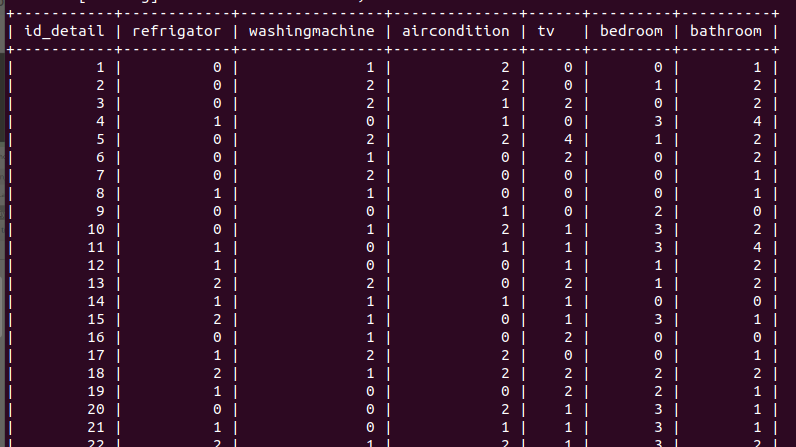 +-----------+------------+----------------+--------------+------+---------+----------+
| id_detail | refrigator | washingmachine | aircondition | tv   | bedroom | bathroom |
+-----------+------------+----------------+--------------+------+---------+----------+
|         1 |          0 |              1 |            2 |    0 |       0 |        1 |
|         2 |          0 |              2 |            2 |    0 |       1 |        2 |
|         3 |          0 |              2 |            1 |    2 |       0 |        2 |
|         4 |          1 |              0 |            1 |    0 |       3 |        4 |
|         5 |          0 |              2 |            2 |    4 |       1 |        2 |
|         6 |          0 |              1 |            0 |    2 |       0 |        2 |
|         7 |          0 |              2 |            0 |    0 |       0 |        1 |
|         8 |          1 |              1 |            0 |    0 |       0 |        1 |
|         9 |          0 |              0 |            1 |    0 |       2 |        0 |
|        10 |          0 |              1 |            2 |    1 |       3 |        2 |
|        11 |          1 |              0 |            1 |    1 |       3 |        4 |
|        12 |          1 |              0 |            0 |    1 |       1 |        2 |
|        13 |          2 |              2 |            0 |    2 |       1 |        2 |
|        14 |          1 |              1 |            1 |    1 |       0 |        0 |
|        15 |          2 |              1 |            0 |    1 |       3 |        1 |
|        16 |          0 |              1 |            0 |    2 |       0 |        0 |
|        17 |          1 |              2 |            2 |    0 |       0 |        1 |
|        18 |          2 |              1 |            2 |    2 |       2 |        2 |
|        19 |          1 |              0 |            0 |    2 |       2 |        1 |
|        20 |          0 |              0 |            2 |    1 |       3 |        1 |
|        21 |          1 |              0 |            1 |    1 |       3 |        1 |
|        22 |          2 |              1 |            2 |    1 |       3 |        2 |